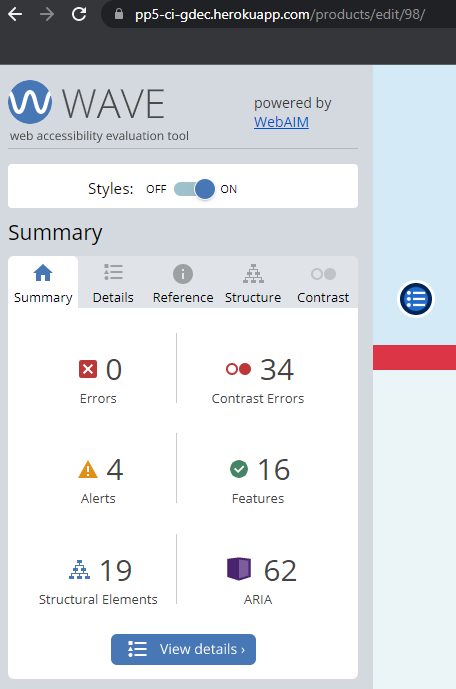 pp5-ci-gdec.herokuapp.com/products/edit/98/
WAVE
powered by
WebAIM
web accessibility evaluation tool
Styles: OFF ON
Summary
Summary Details Reference Structure Contrast
0 34
Errors Contrast Errors
4 16
Alerts Features
19 62
Structural Elements ARIA
View details ›